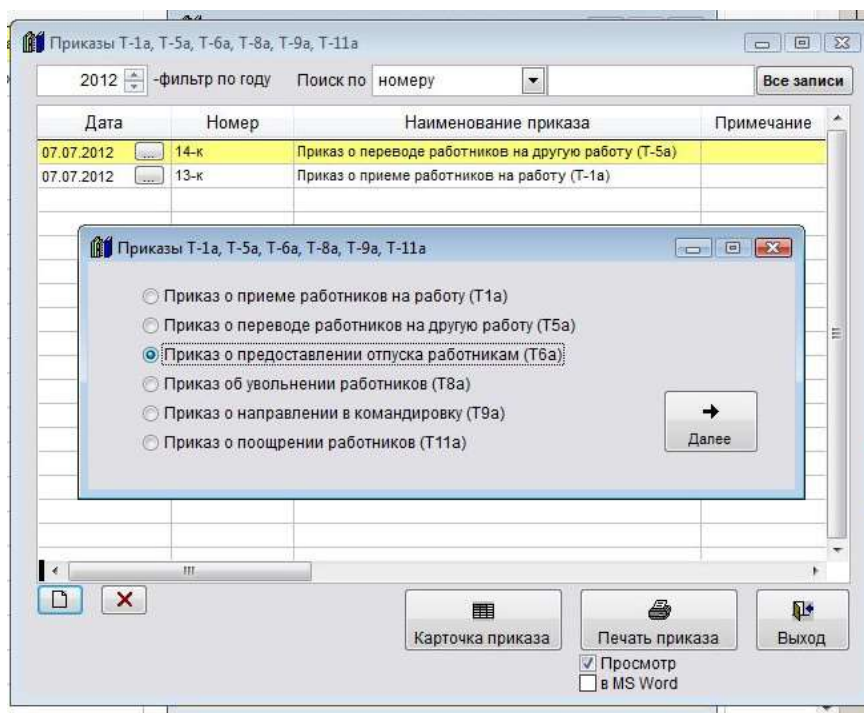 Приказы Т-1а, Т-5а, Т-6а, Т-8а, Т-9а, Т-11а
2012 -фильтр по году Поиск по номеру Все записи
Дата Номер Наименование приказа Примечание
07.07.2012 ... 14-к Приказ о переводе работников на другую работу (Т-5а)
07.07.2012 ... 13-к Приказ о приеме работников на работу (Т-1а)
Приказы Т-1а, Т-5а, Т-6а, Т-8а, Т-9а, Т-11а
Приказ о приеме работников на работу (Т1а)
Приказ о переводе работников на другую работу (Т5а)
Приказ о предоставлении отпуска работникам (Т6а)
Приказ об увольнении работников (Т8а)
Приказ о направлении в командировку (Т9а)
Приказ о поощрении работников (Т11а)
Далее
Карточка приказа Печать приказа Выход
Просмотр
в MS Word